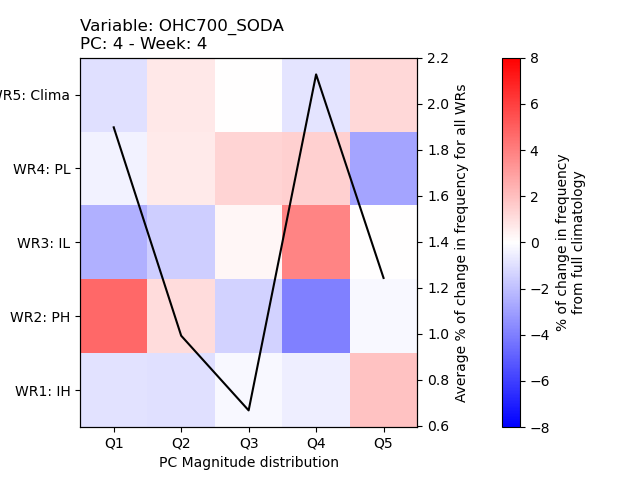 Variable: OHC700_SODA
PC: 4 - Week: 4
R5: Clima
WR4: PL
WR3: IL
WR2: PH
WR1: IH
Q1 Q2 Q3 Q4 Q5
PC Magnitude distribution
2.2
2.0
1.8
1.6
1.4
1.2
1.0
0.8
0.6
Average % of change in frequency for all WRs
8
6
4
2
0
−2
−4
−6
−8
% of change in frequency
from full climatology